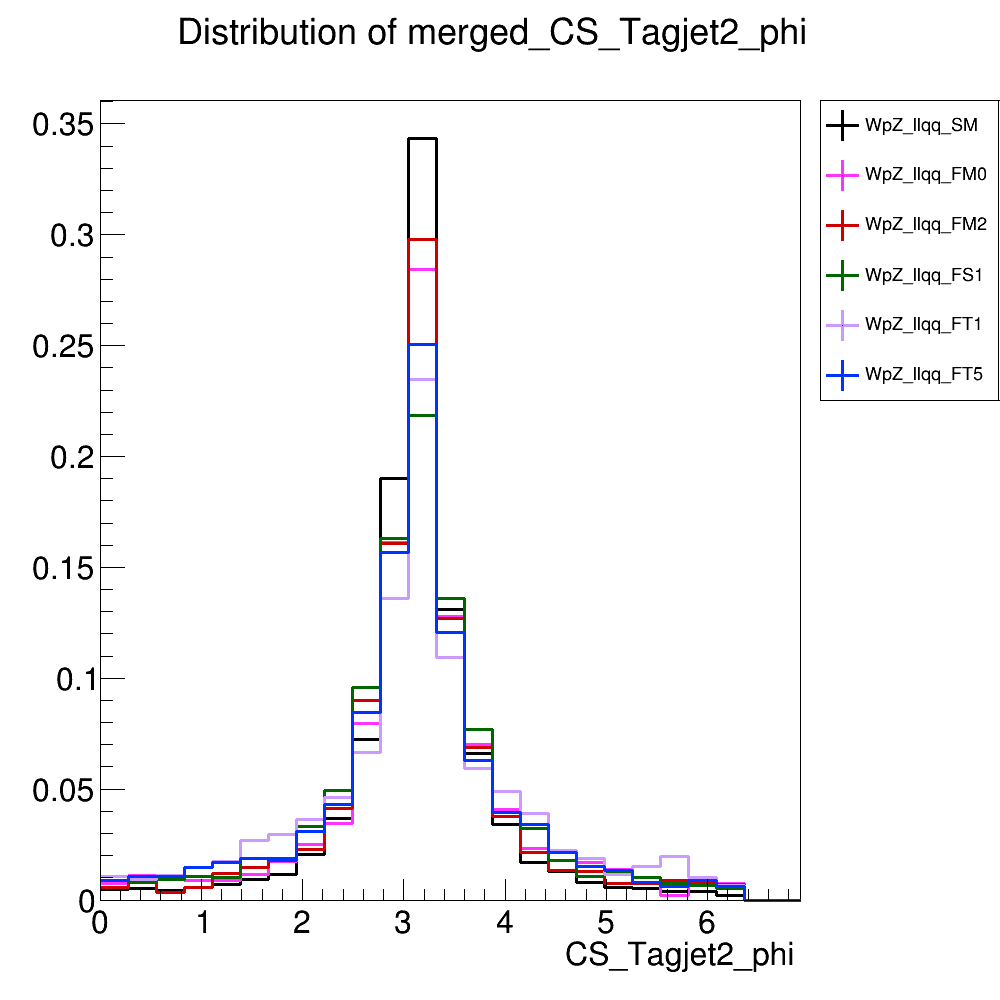 Distribution of merged_CS_Tagjet2_phi
WpZ_llqq_SM
WpZ_llqq_FM0
WpZ_llqq_FM2
WpZ_llqq_FS1
WpZ_llqq_FT1
WpZ_llqq_FT5
0.35
0.3
0.25
0.2
0.15
0.1
0.05
0
0 1 2 3 4 5 6
CS_Tagjet2_phi